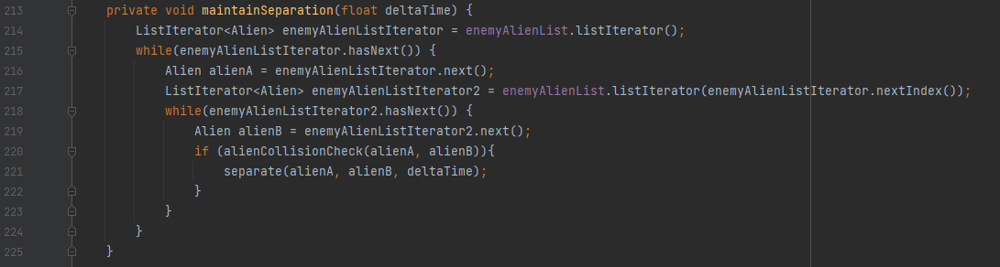 213 private void maintainSeparation(float deltaTime) {
214 ListIterator<Alien> enemyAlienListIterator = enemyAlienList.listIterator();
215 while(enemyAlienListIterator.hasNext()) {
216 Alien alienA = enemyAlienListIterator.next();
217 ListIterator<Alien> enemyAlienListIterator2 = enemyAlienList.listIterator(enemyAlienListIterator.nextIndex());
218 while(enemyAlienListIterator2.hasNext()) {
219 Alien alienB = enemyAlienListIterator2.next();
220 if (alienCollisionCheck(alienA, alienB)){
221 separate(alienA, alienB, deltaTime);
222 }
223 }
224 }
225 }